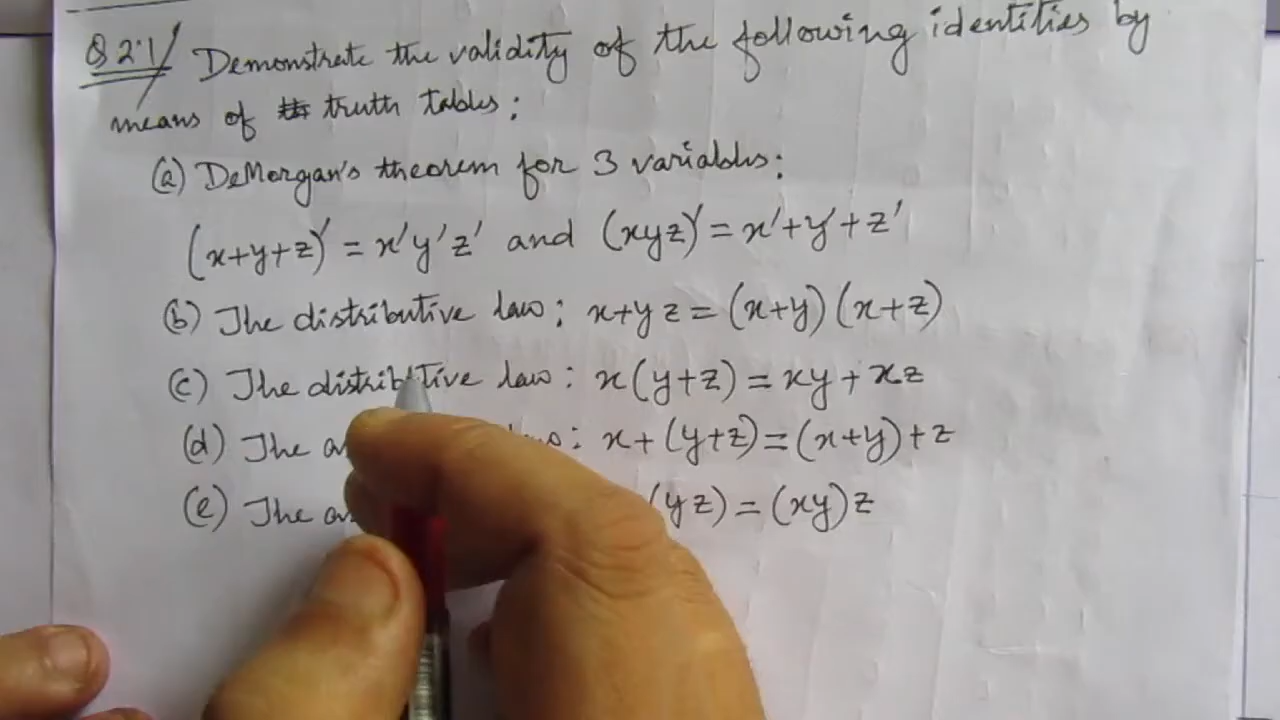 Q 2.1/ Demonstrate the validity of the following identities by
means of truth tables:
(a) DeMorgan's theorem for 3 variables:
(x+y+z)' = x'y'z' and (xyz)' = x'+y'+z'
(b) The distributive law: x+yz = (x+y)(x+z)
(c) The distributive law: x(y+z) = xy+xz
(d) The : x+(y+z)=(x+y)+z
(e) The (yz) = (xy)z